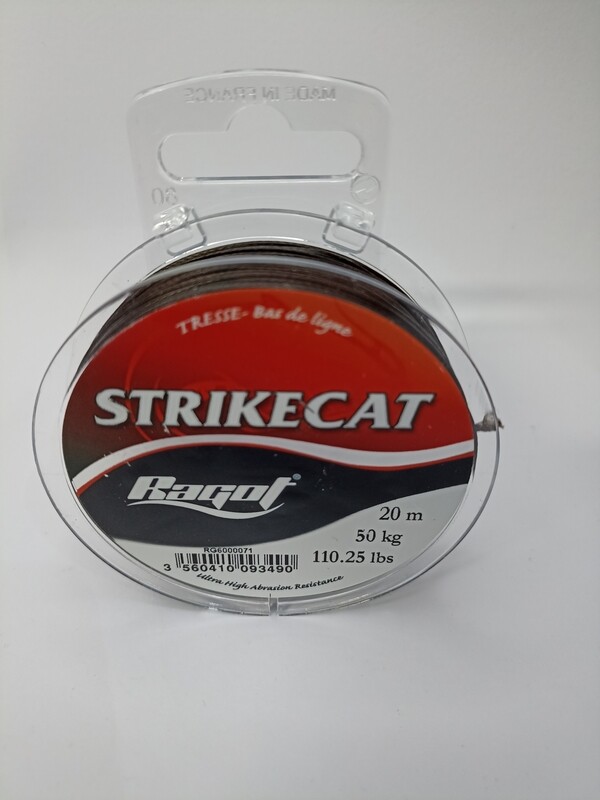 MADE IN FRANCE
80
TRESSE- Bas de ligne
STRIKECAT
Ragot®
20 m
50 kg
110.25 lbs
RG6000071
3 560410 093490
Ultra High Abrasion Resistance